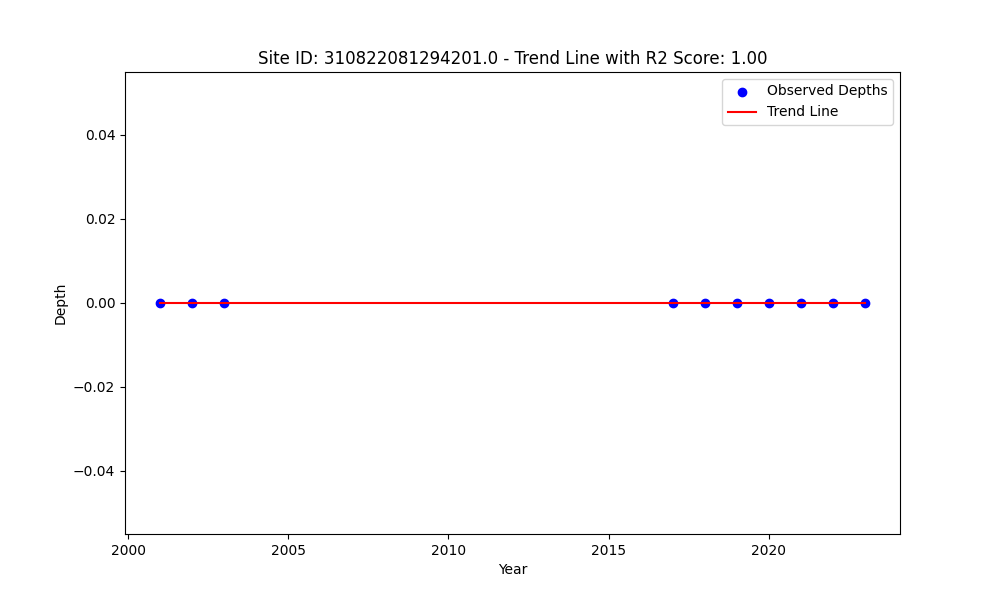 Site ID: 310822081294201.0 - Trend Line with R2 Score: 1.00
Observed Depths
Trend Line
0.04
0.02
0.00
−0.02
−0.04
Depth
2000
2005
2010
2015
2020
Year